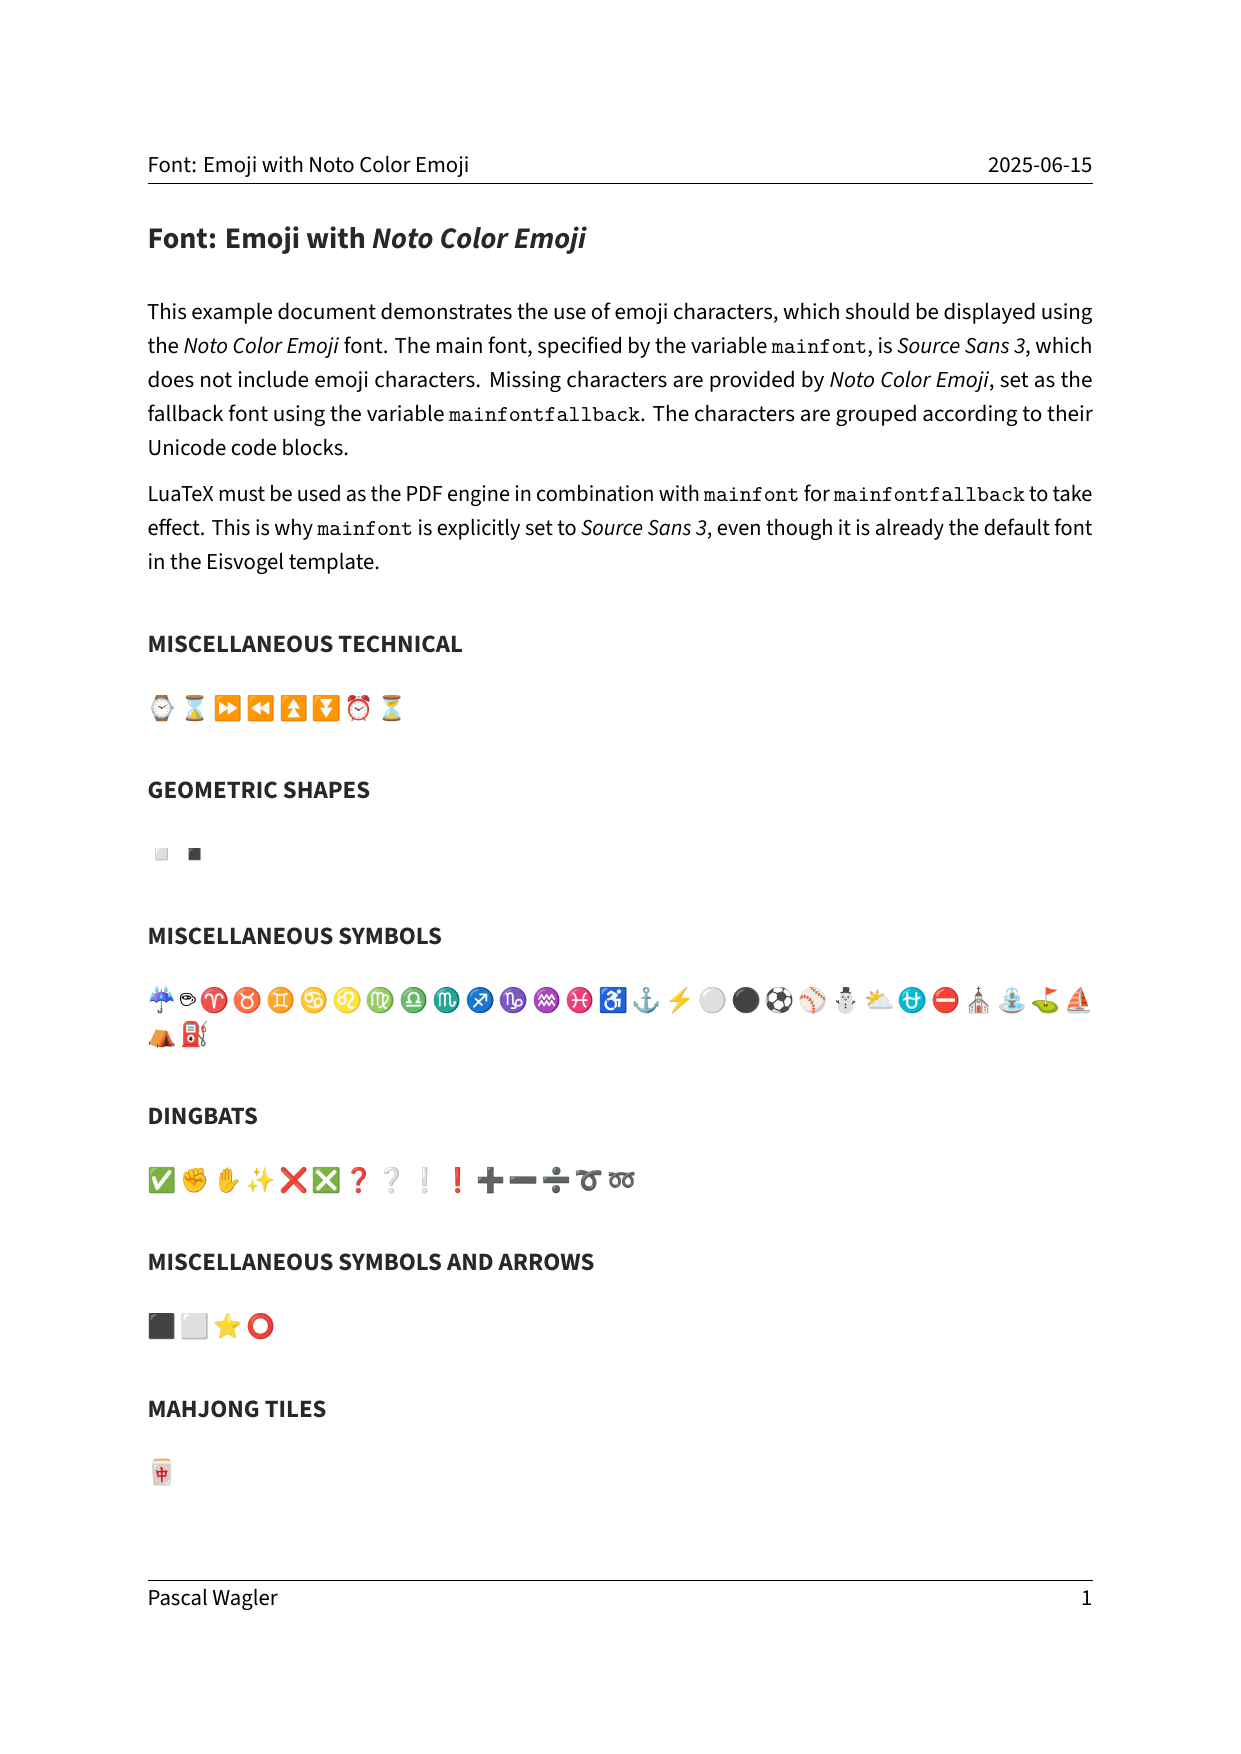 Font: Emoji with Noto Color Emoji 2025-06-15
Font: Emoji with Noto Color Emoji
This example document demonstrates the use of emoji characters, which should be displayed using
the Noto Color Emoji font. The main font, specified by the variable mainfont, is Source Sans 3, which
does not include emoji characters. Missing characters are provided by Noto Color Emoji, set as the
fallback font using the variable mainfontfallback. The characters are grouped according to their
Unicode code blocks.
LuaTeX must be used as the PDF engine in combination with mainfont for mainfontfallback to take
effect. This is why mainfont is explicitly set to Source Sans 3, even though it is already the default font
in the Eisvogel template.
MISCELLANEOUS TECHNICAL
⌚ ⌛ ⏩ ⏪ ⏫ ⏬ ⏰ ⏳
GEOMETRIC SHAPES
◽ ◾
MISCELLANEOUS SYMBOLS
☔ ☕ ♈ ♉ ♊ ♋ ♌ ♍ ♎ ♏ ♐ ♑ ♒ ♓ ♿ ⚓ ⚡ ⚪ ⚫ ⚽ ⚾ ⛄ ⛅ ⛎ ⛔ ⛪ ⛲ ⛳ ⛵
⛺ ⛽
DINGBATS
✅ ✊ ✋ ✨ ❌ ❎ ❓ ❔ ❕ ❗ ➕ ➖ ➗ ➰ ➿
MISCELLANEOUS SYMBOLS AND ARROWS
⬛ ⬜ ⭐ ⭕
MAHJONG TILES
🀄
Pascal Wagler 1